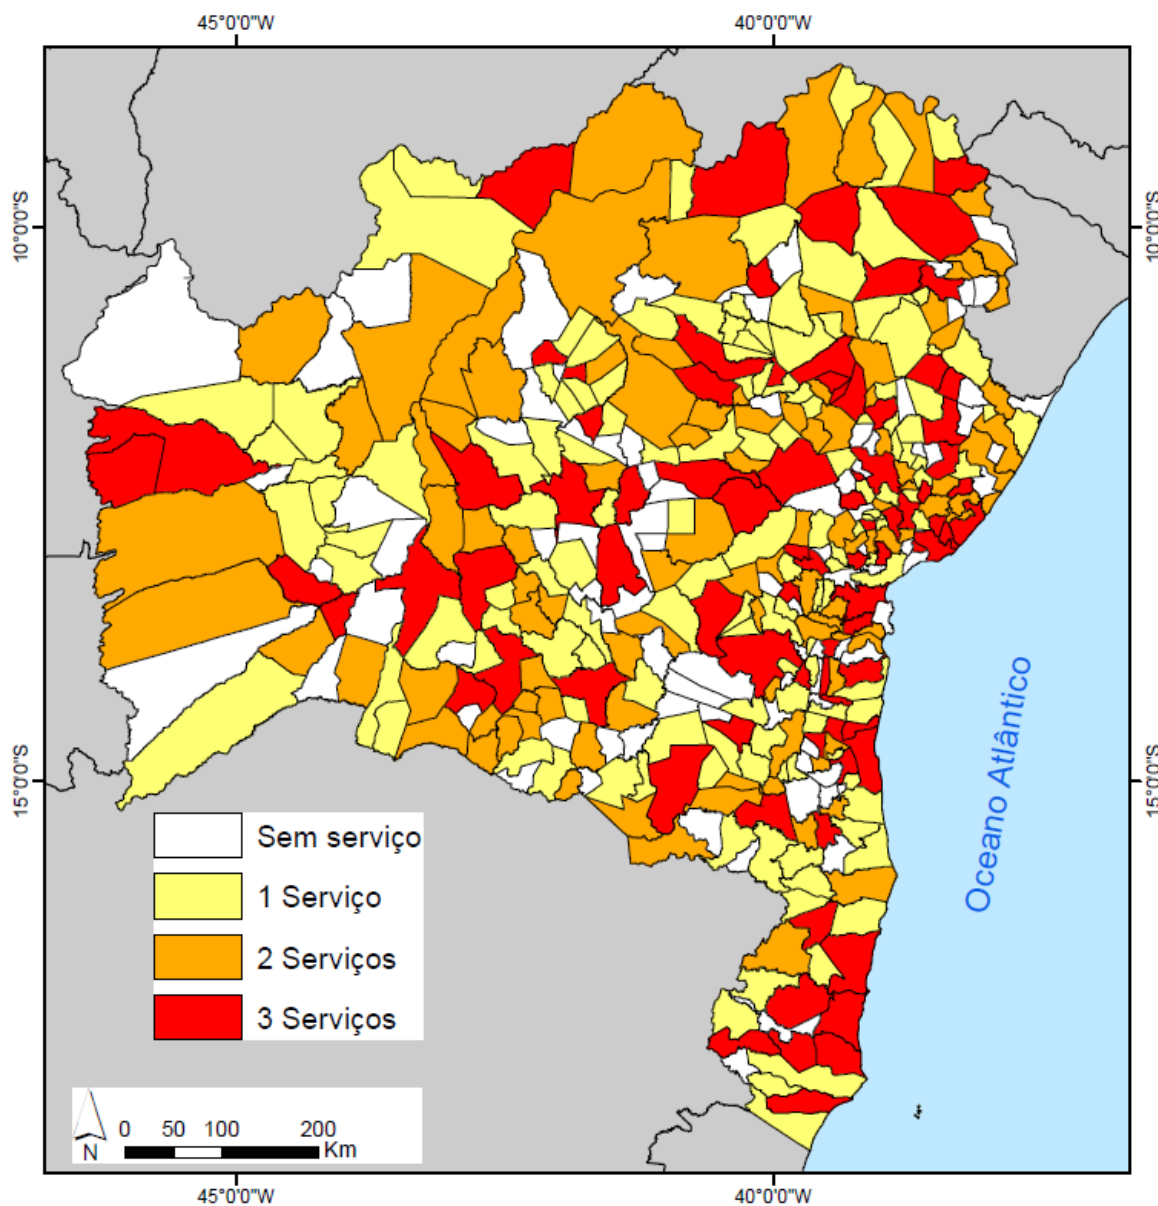 45°0'0"W 40°0'0"W
10°0'0"S 10°0'0"S
Oceano Atlântico
15°0'0"S 15°0'0"S
Sem serviço
1 Serviço
2 Serviços
3 Serviços
0 50 100 200
Km
N
45°0'0"W 40°0'0"W